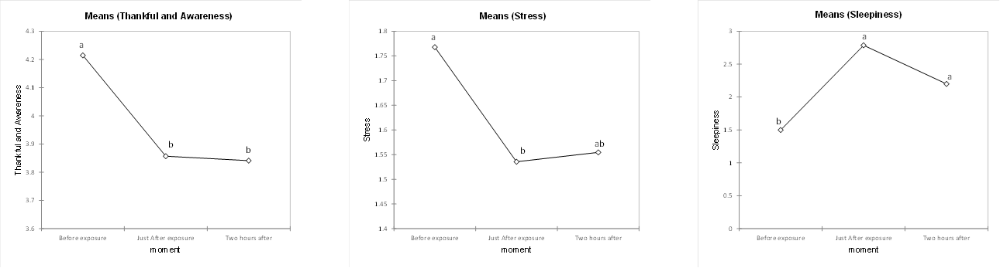 Means (Thankful and Awareness)
4.3
a
4.2
4.1
4
3.9
b
b
3.8
3.7
3.6
Thankful and Awareness
Before exposure
Just After exposure
Two hours after
moment
Means (Stress)
1.8
a
1.75
1.7
1.65
1.6
ab
b
1.55
1.5
1.45
1.4
Stress
Before exposure
Just After exposure
Two hours after
moment
Means (Sleepiness)
3
a
2.5
a
2
b
1.5
1
0.5
0
Sleepiness
Before exposure
Just After exposure
Two hours after
moment